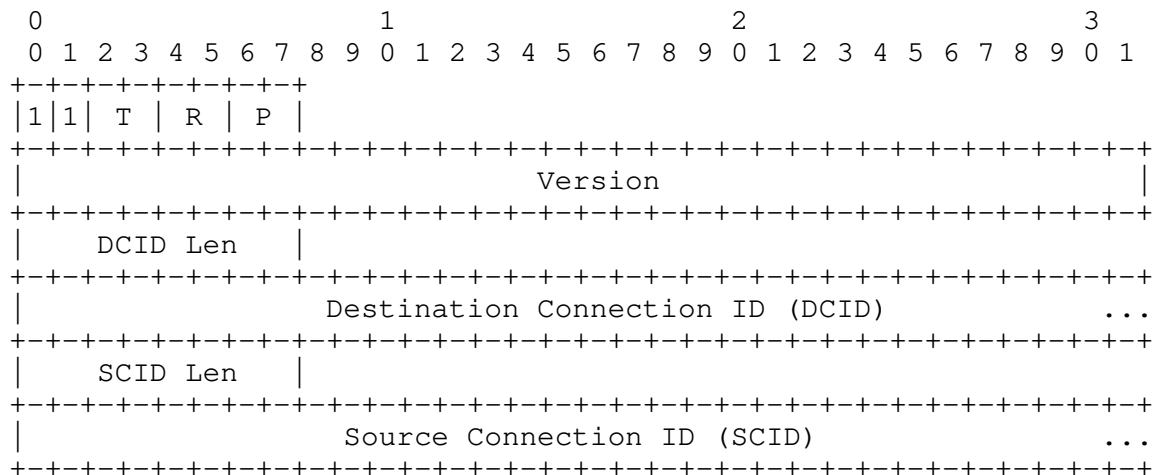 0                   1                   2                   3
 0 1 2 3 4 5 6 7 8 9 0 1 2 3 4 5 6 7 8 9 0 1 2 3 4 5 6 7 8 9 0 1
+-+-+-+-+-+-+-+-+
|1|1| T | R | P |
+-+-+-+-+-+-+-+-+-+-+-+-+-+-+-+-+-+-+-+-+-+-+-+-+-+-+-+-+-+-+-+-+
|                             Version                           |
+-+-+-+-+-+-+-+-+-+-+-+-+-+-+-+-+-+-+-+-+-+-+-+-+-+-+-+-+-+-+-+-+
|    DCID Len   |
+-+-+-+-+-+-+-+-+-+-+-+-+-+-+-+-+-+-+-+-+-+-+-+-+-+-+-+-+-+-+-+-+
|                 Destination Connection ID (DCID)            ...
+-+-+-+-+-+-+-+-+-+-+-+-+-+-+-+-+-+-+-+-+-+-+-+-+-+-+-+-+-+-+-+-+
|    SCID Len   |
+-+-+-+-+-+-+-+-+-+-+-+-+-+-+-+-+-+-+-+-+-+-+-+-+-+-+-+-+-+-+-+-+
|                  Source Connection ID (SCID)                ...
+-+-+-+-+-+-+-+-+-+-+-+-+-+-+-+-+-+-+-+-+-+-+-+-+-+-+-+-+-+-+-+-+